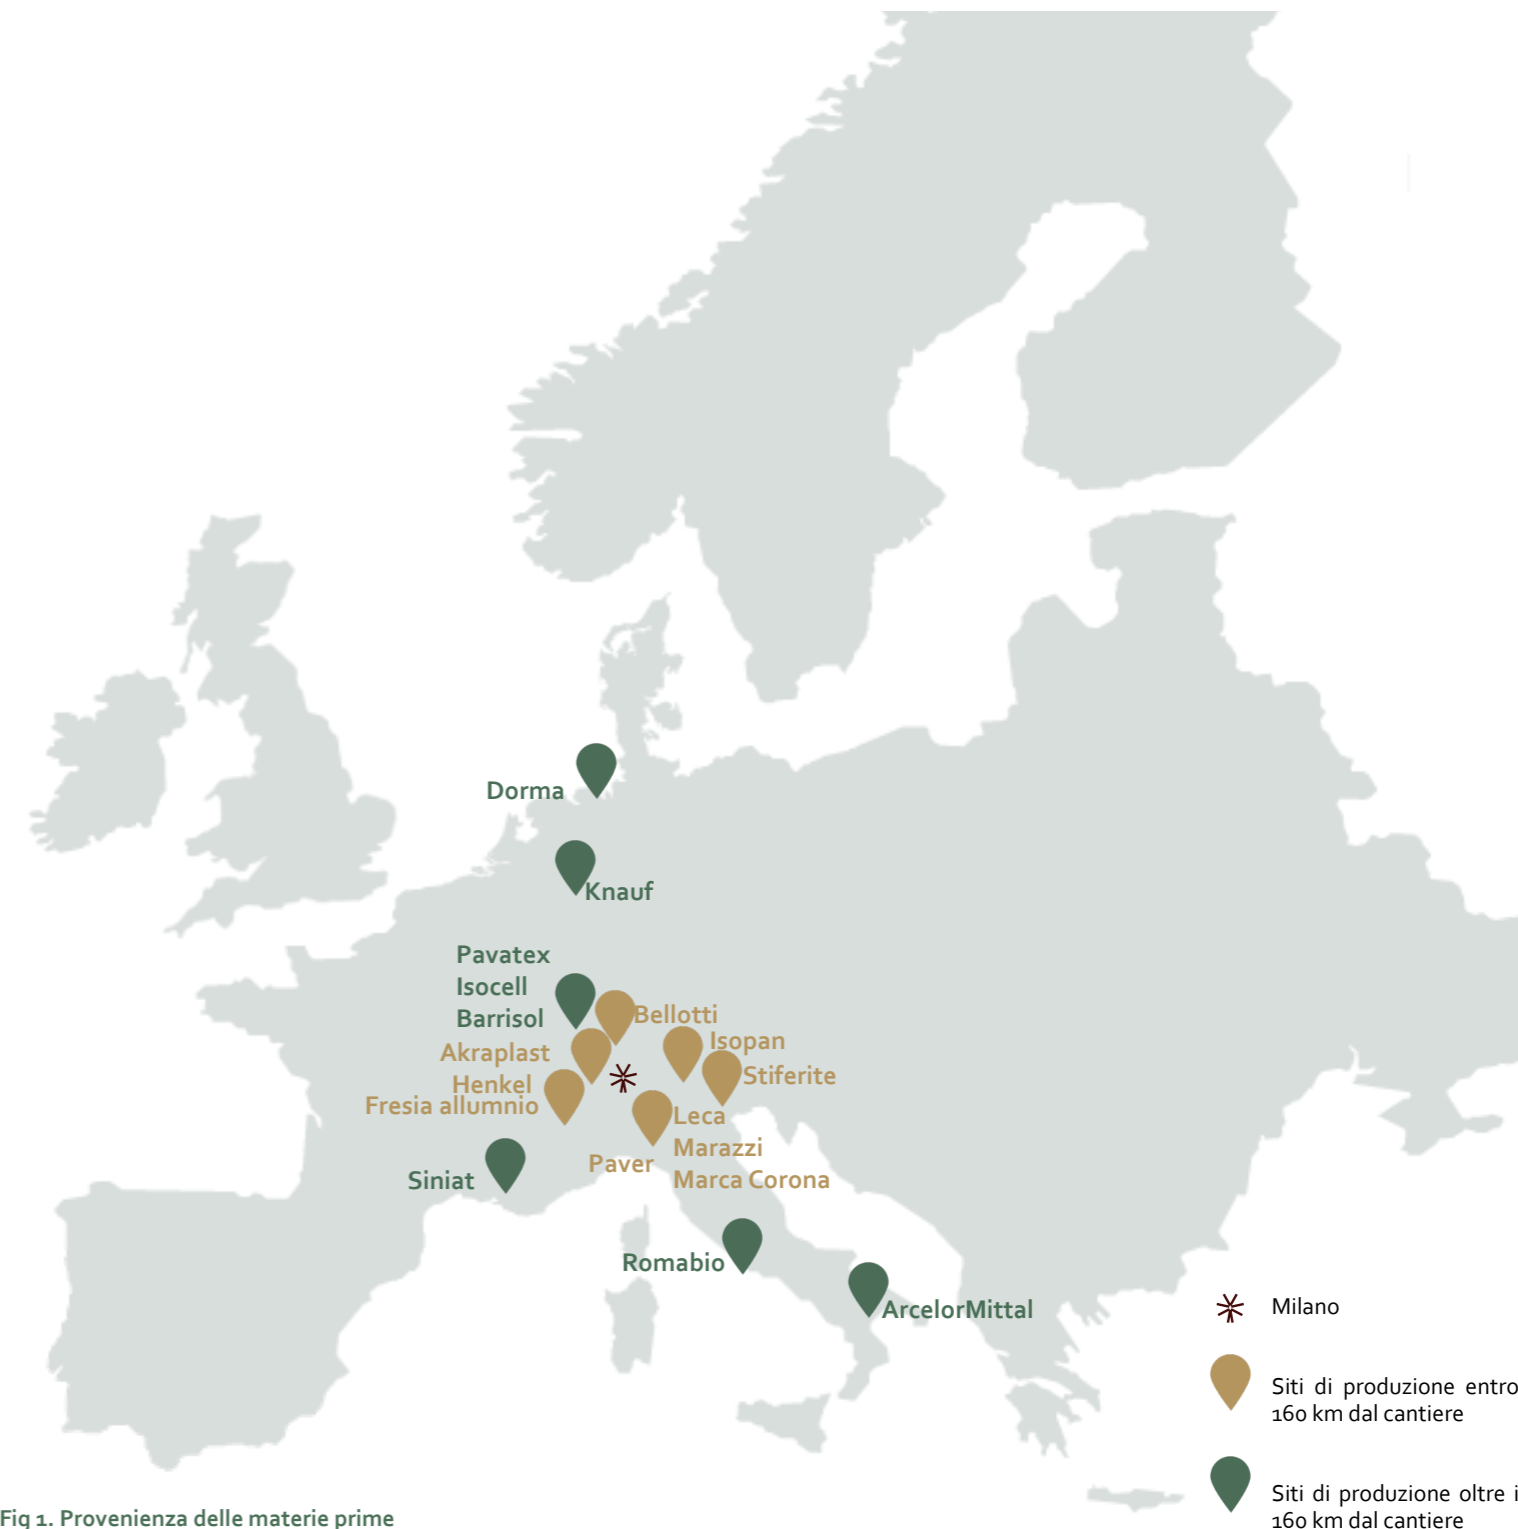 Dorma
Knauf
Pavatex
Isocell
Barrisol
Bellotti
Akraplast
Isopan
Henkel
Stiferite
Fresia allumnio
Leca
Marazzi
Paver
Marca Corona
Siniat
Romabio
ArcelorMittal
Milano
Siti di produzione entro
160 km dal cantiere
Siti di produzione oltre i
160 km dal cantiere
Fig 1. Provenienza delle materie prime